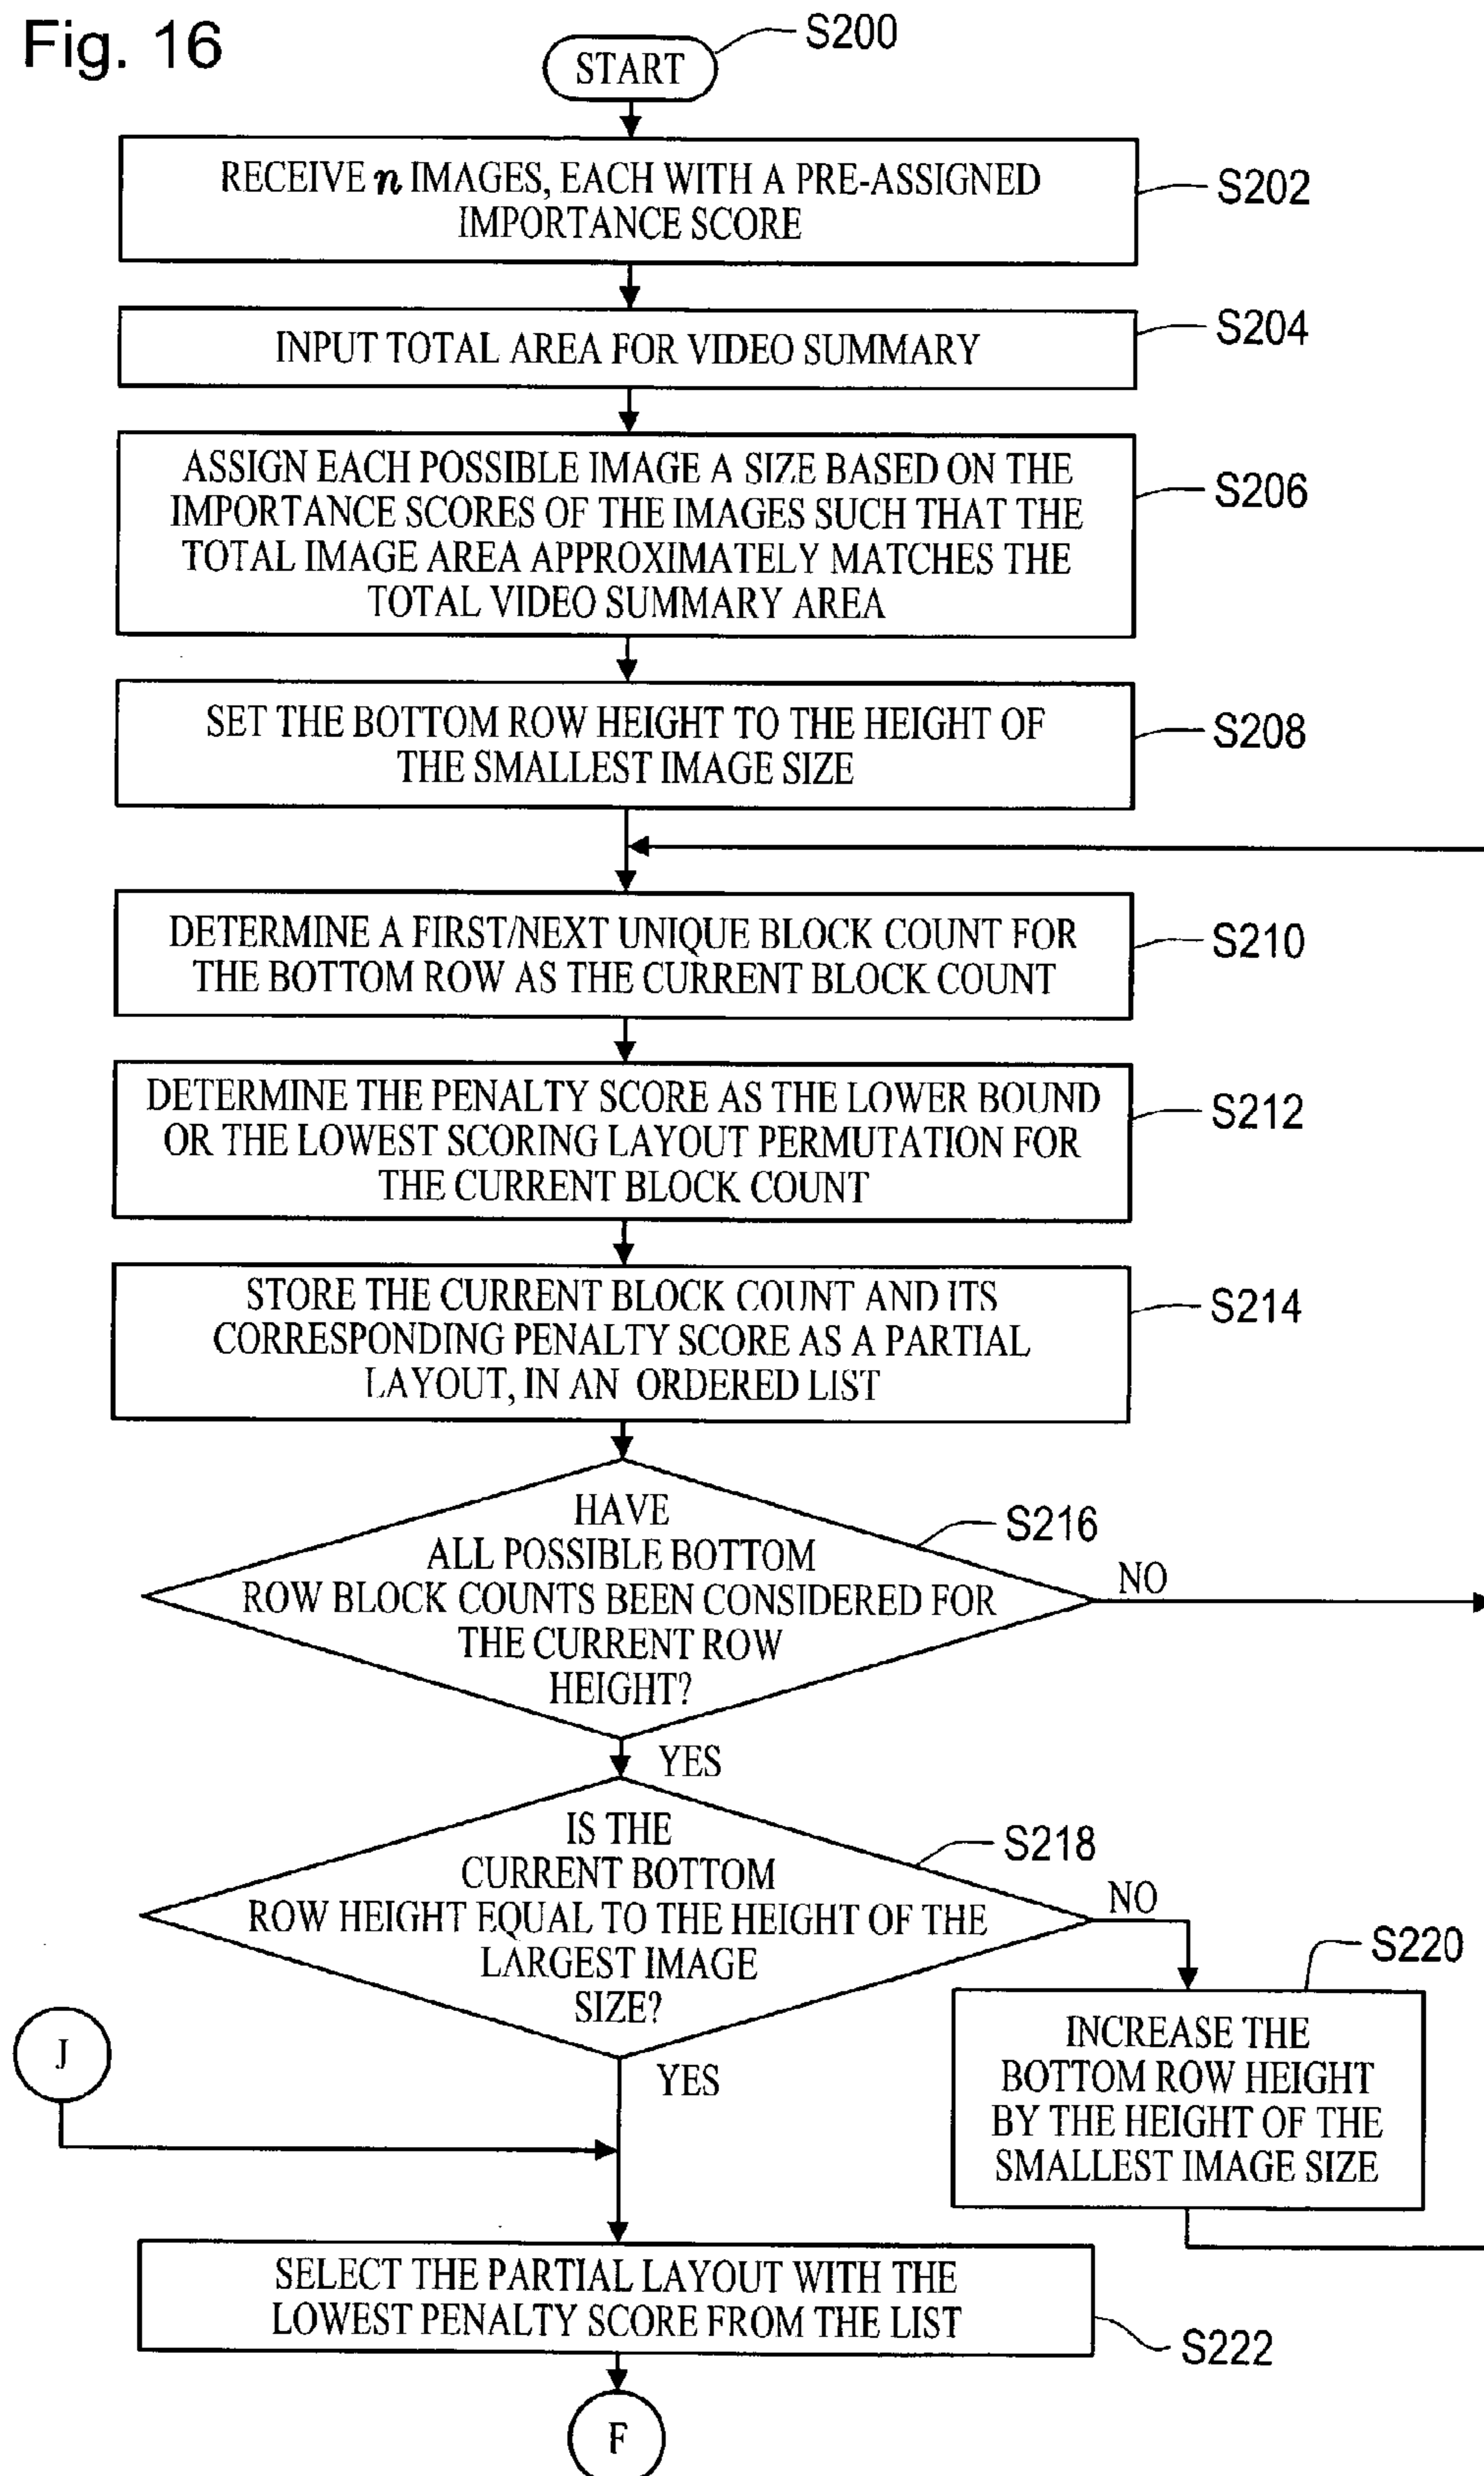 Fig. 16
START
S200
RECEIVE n IMAGES, EACH WITH A PRE-ASSIGNED
IMPORTANCE SCORE
S202
INPUT TOTAL AREA FOR VIDEO SUMMARY
S204
ASSIGN EACH POSSIBLE IMAGE A SIZE BASED ON THE
IMPORTANCE SCORES OF THE IMAGES SUCH THAT THE
TOTAL IMAGE AREA APPROXIMATELY MATCHES THE
TOTAL VIDEO SUMMARY AREA
S206
SET THE BOTTOM ROW HEIGHT TO THE HEIGHT OF
THE SMALLEST IMAGE SIZE
S208
DETERMINE A FIRST/NEXT UNIQUE BLOCK COUNT FOR
THE BOTTOM ROW AS THE CURRENT BLOCK COUNT
S210
DETERMINE THE PENALTY SCORE AS THE LOWER BOUND
OR THE LOWEST SCORING LAYOUT PERMUTATION FOR
THE CURRENT BLOCK COUNT
S212
STORE THE CURRENT BLOCK COUNT AND ITS
CORRESPONDING PENALTY SCORE AS A PARTIAL
LAYOUT, IN AN ORDERED LIST
S214
HAVE
ALL POSSIBLE BOTTOM
ROW BLOCK COUNTS BEEN CONSIDERED FOR
THE CURRENT ROW
HEIGHT?
S216
NO
YES
IS THE
CURRENT BOTTOM
ROW HEIGHT EQUAL TO THE HEIGHT OF THE
LARGEST IMAGE
SIZE?
S218
NO
YES
S220
INCREASE THE
BOTTOM ROW HEIGHT
BY THE HEIGHT OF THE
SMALLEST IMAGE SIZE
J
SELECT THE PARTIAL LAYOUT WITH THE
LOWEST PENALTY SCORE FROM THE LIST
S222
F